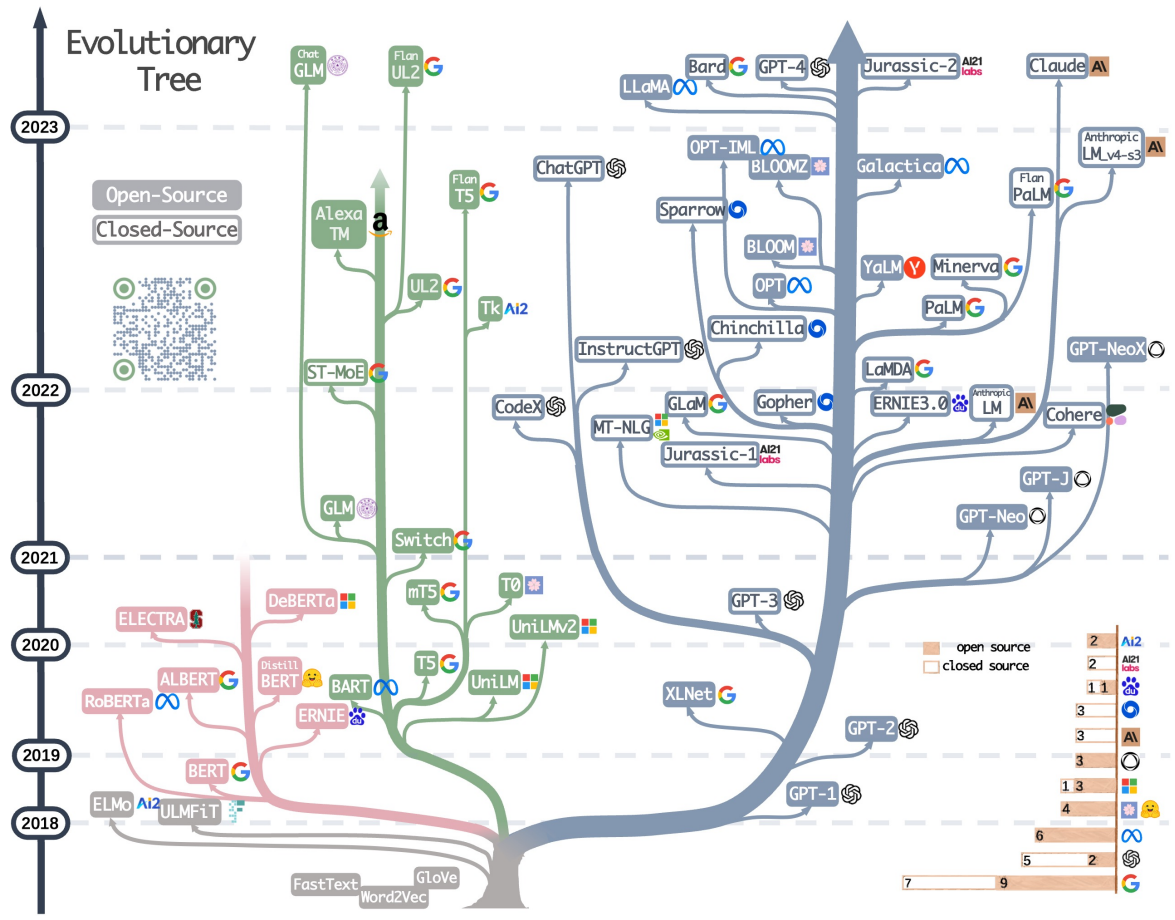 Evolutionary
Tree
2023
2022
2021
2020
2019
2018
Open-Source
Closed-Source
Chat
GLM
Flan
UL2
Flan
T5
Alexa
TM
a
UL2
Tk
AI2
ST-MoE
GLM
Switch
mT5
T0
UniLMv2
T5
BART
UniLM
DeBERTa
ELECTRA
ALBERT
Distill
BERT
RoBERTa
ERNIE
du
BERT
ELMo
AI2
ULMFiT
FastText
Word2Vec
GloVe
Bard
GPT-4
Jurassic-2
AI21
labs
Claude
A\
LLaMA
OPT-IML
BLOOMZ
Galactica
Anthropic
LM_v4-s3
A\
ChatGPT
Flan
PaLM
Sparrow
BLOOM
YaLM
Y
Minerva
OPT
PaLM
Chinchilla
InstructGPT
GPT-NeoX
LaMDA
CodeX
GLaM
Gopher
ERNIE3.0
du
Anthropic
LM
A\
Cohere
MT-NLG
Jurassic-1
AI21
labs
GPT-J
GPT-Neo
GPT-3
XLNet
GPT-2
GPT-1
open source
closed source
2 AI2
2 AI21
labs
1 1 du
3
3 A\
3
1 3
4
6
5 2
7 9